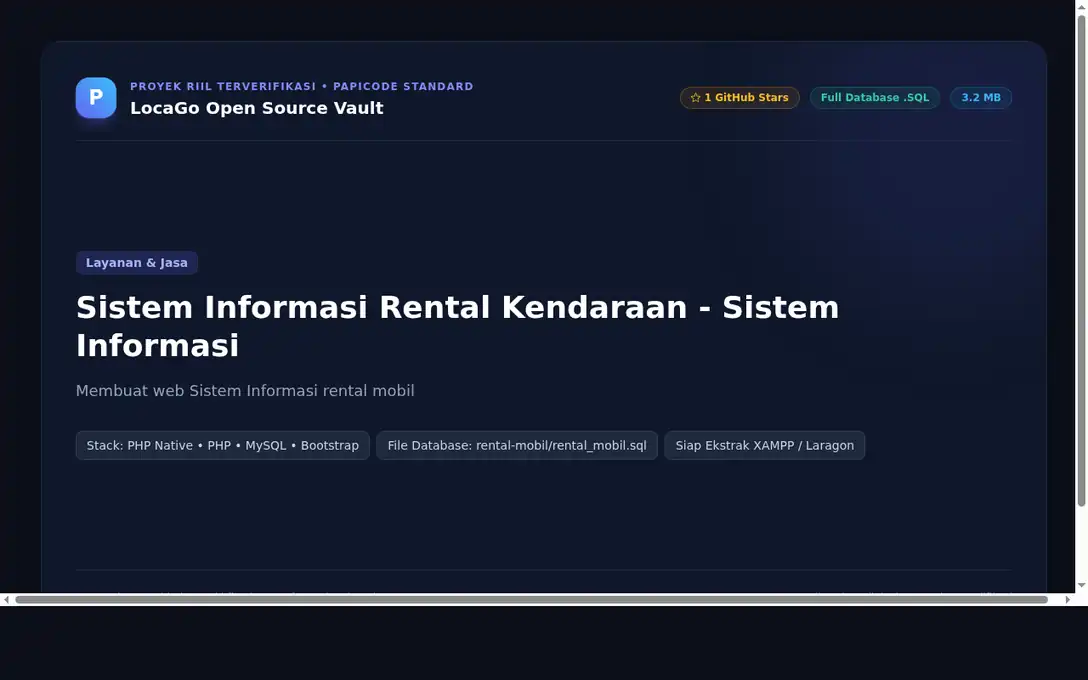 P
PROYEK RIIL TERVERIFIKASI • PAPICODE STANDARD
LocaGo Open Source Vault
☆ 1 GitHub Stars
Full Database .SQL
3.2 MB
Layanan & Jasa
Sistem Informasi Rental Kendaraan - Sistem
Informasi
Membuat web Sistem Informasi rental mobil
Stack: PHP Native • PHP • MySQL • Bootstrap
File Database: rental-mobil/rental_mobil.sql
Siap Ekstrak XAMPP / Laragon